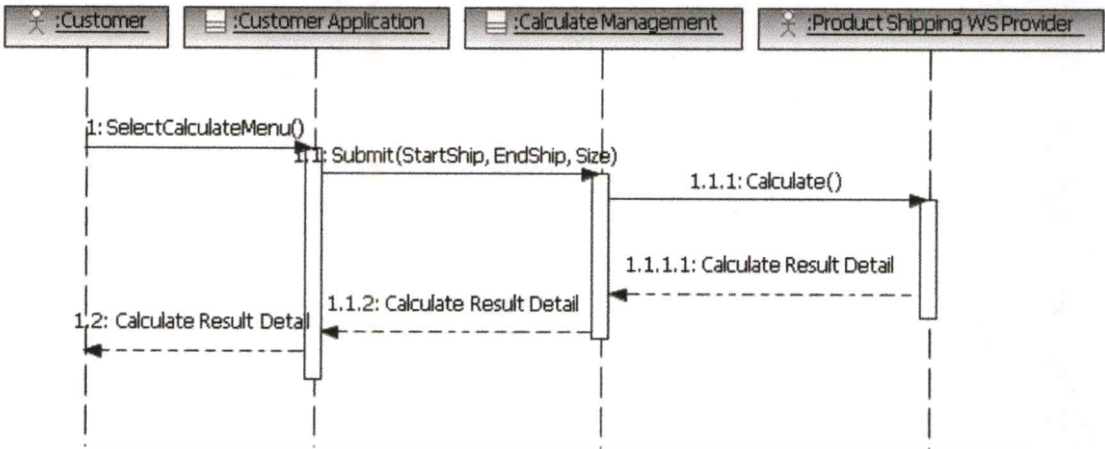 :Customer
:Customer Application
:Calculate Management
:Product Shipping WS Provider
1: SelectCalculateMenu()
1.1: Submit(StartShip, EndShip, Size)
1.1.1: Calculate()
1.1.1.1: Calculate Result Detail
1.1.2: Calculate Result Detail
1.2: Calculate Result Detail